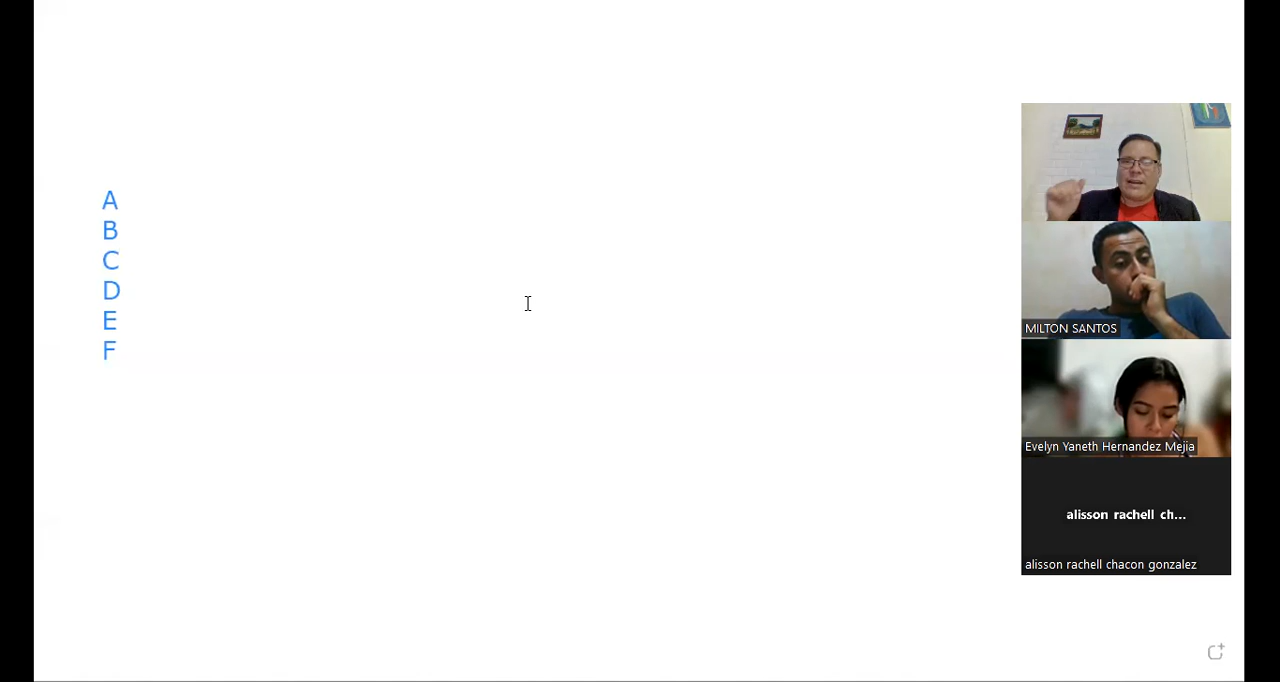 A
B
C
D
E
F
MILTON SANTOS
Evelyn Yaneth Hernandez Mejia
alisson rachell ch...
alisson rachell chacon gonzalez